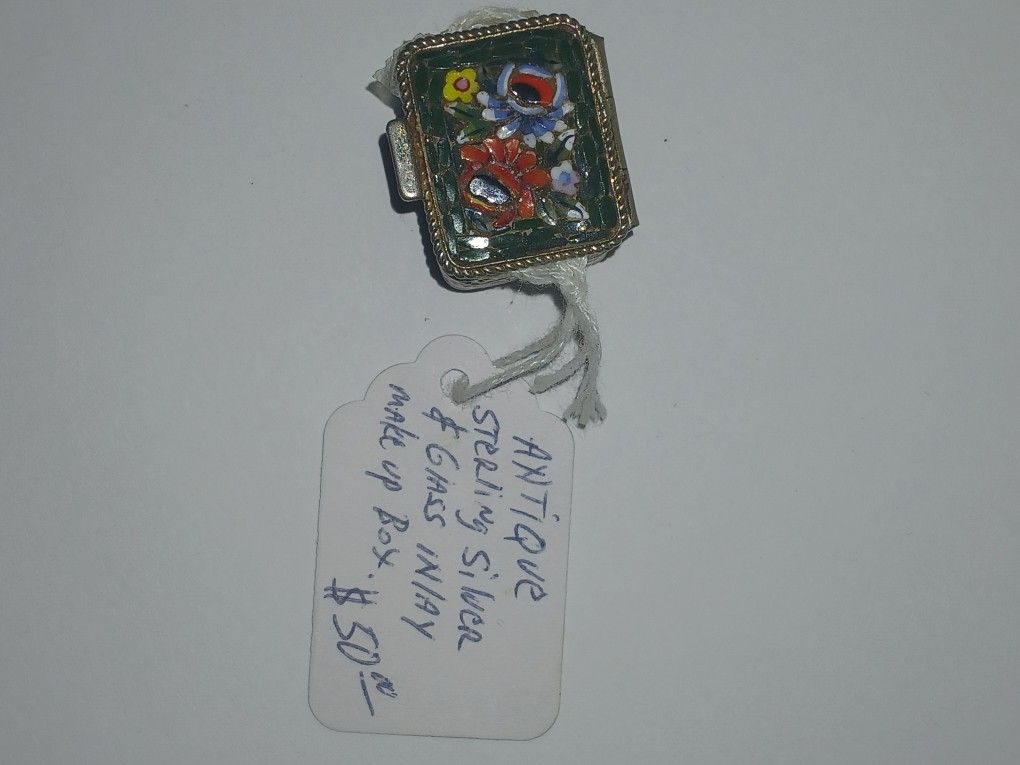 ANTiQUE
STERliNg SilvER
& GlASS iNlAY
MAKE UP BOX.
$50.00